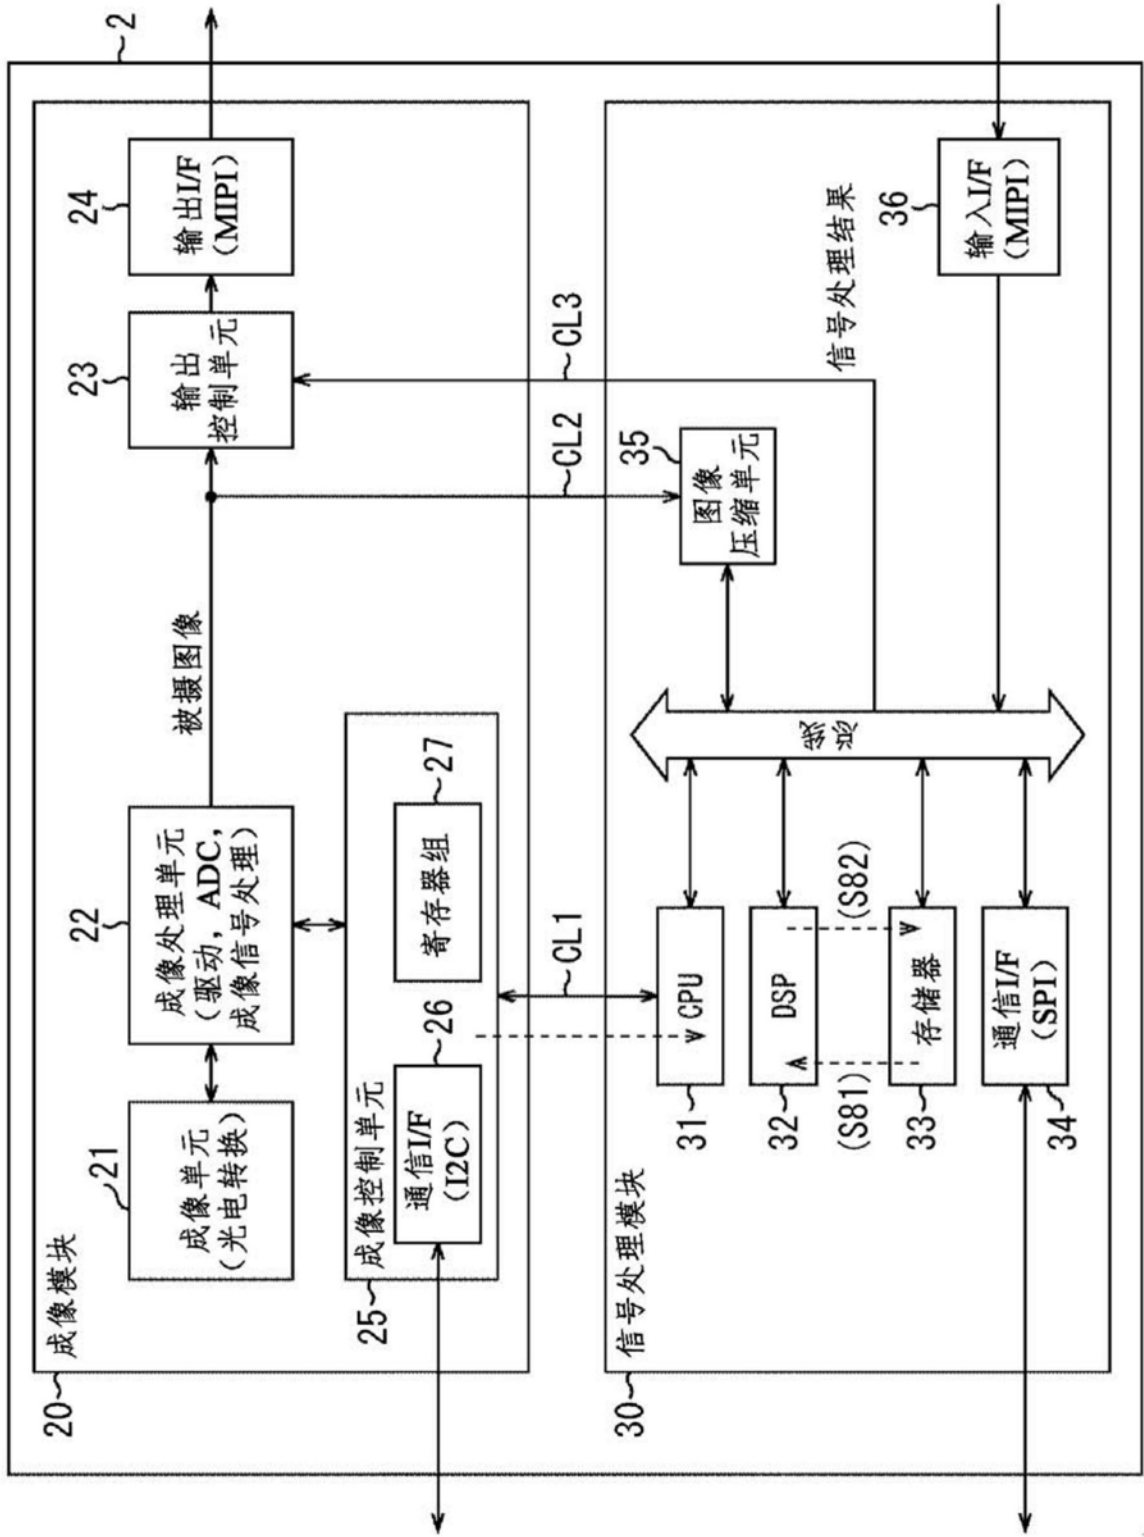 2
20
成像模块
21
成像单元
(光电转换)
22
成像处理单元
(驱动, ADC,
成像信号处理)
被摄图像
23
输出
控制单元
24
输出I/F
(MIPI)
25
成像控制单元
26
通信I/F
(I2C)
27
寄存器组
CL1
CL2
CL3
30
信号处理模块
31
CPU
32
DSP
(S81)
(S82)
33
存储器
34
通信I/F
(SPI)
35
图像
压缩单元
信号处理结果
36
输入I/F
(MIPI)